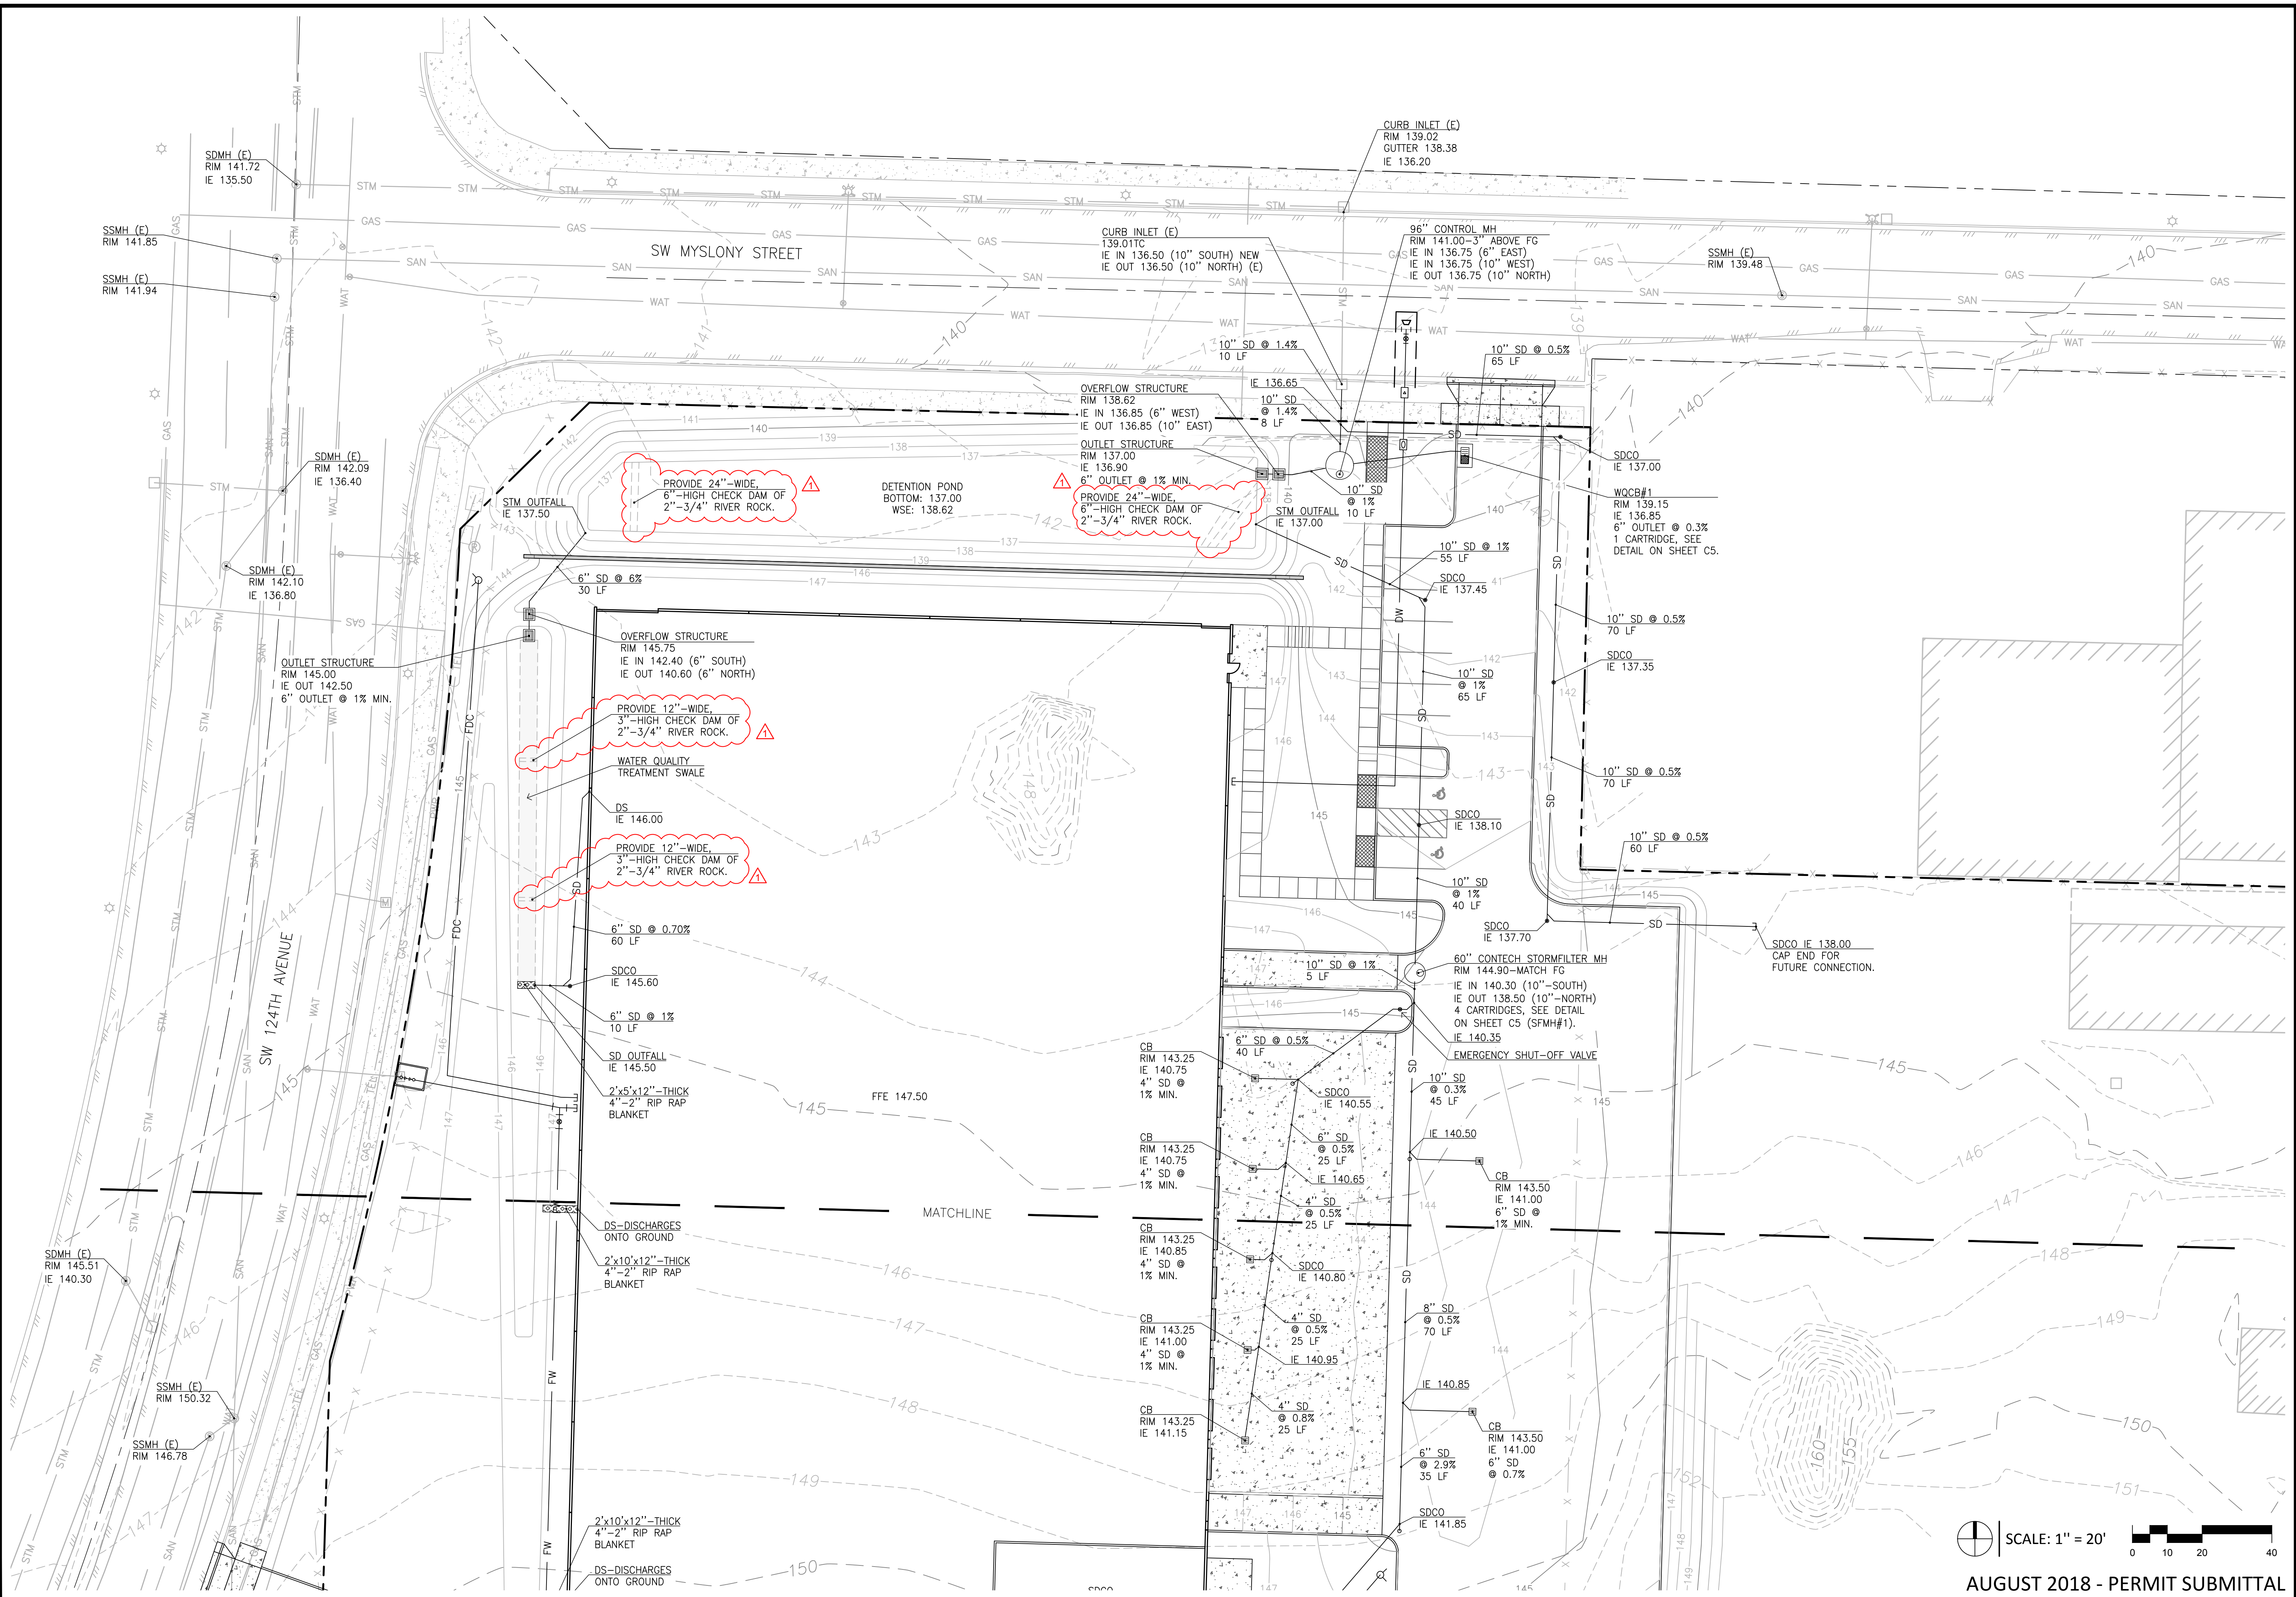 CURB INLET (E)
RIM 139.02
GUTTER 138.38
IE 136.20
SDMH (E)
RIM 141.72
IE 135.50
SSMH (E)
RIM 141.85
SSMH (E)
RIM 141.94
SW MYSLONY STREET
CURB INLET (E)
139.01TC
IE IN 136.50 (10" SOUTH) NEW
IE OUT 136.50 (10" NORTH) (E)
96" CONTROL MH
RIM 141.00-3" ABOVE FG
IE IN 136.75 (6" EAST)
IE IN 136.75 (10" WEST)
IE OUT 136.75 (10" NORTH)
SSMH (E)
RIM 139.48
10" SD @ 1.4%
10 LF
10" SD @ 0.5%
65 LF
OVERFLOW STRUCTURE
RIM 138.62
IE IN 136.85 (6" WEST)
IE OUT 136.85 (10" EAST)
IE 136.65
10" SD
@ 1.4%
8 LF
OUTLET STRUCTURE
RIM 137.00
IE 136.90
6" OUTLET @ 1% MIN.
PROVIDE 24"-WIDE,
6"-HIGH CHECK DAM OF
2"-3/4" RIVER ROCK.
1
SDMH (E)
RIM 142.09
IE 136.40
STM OUTFALL
IE 137.50
PROVIDE 24"-WIDE,
6"-HIGH CHECK DAM OF
2"-3/4" RIVER ROCK.
1
DETENTION POND
BOTTOM: 137.00
WSE: 138.62
10" SD
@ 1%
10 LF
STM OUTFALL
IE 137.00
SDCO
IE 137.00
WQCB#1
RIM 139.15
IE 136.85
6" OUTLET @ 0.3%
1 CARTRIDGE, SEE
DETAIL ON SHEET C5.
SDMH (E)
RIM 142.10
IE 136.80
6" SD @ 6%
30 LF
10" SD @ 1%
55 LF
SDCO
IE 137.45
10" SD @ 0.5%
70 LF
OUTLET STRUCTURE
RIM 145.00
IE OUT 142.50
6" OUTLET @ 1% MIN.
OVERFLOW STRUCTURE
RIM 145.75
IE IN 142.40 (6" SOUTH)
IE OUT 140.60 (6" NORTH)
SDCO
IE 137.35
10" SD
@ 1%
65 LF
PROVIDE 12"-WIDE,
3"-HIGH CHECK DAM OF
2"-3/4" RIVER ROCK.
1
WATER QUALITY
TREATMENT SWALE
10" SD @ 0.5%
70 LF
DS
IE 146.00
SDCO
IE 138.10
PROVIDE 12"-WIDE,
3"-HIGH CHECK DAM OF
2"-3/4" RIVER ROCK.
1
10" SD @ 0.5%
60 LF
10" SD
@ 1%
40 LF
6" SD @ 0.70%
60 LF
SDCO
IE 137.70
SDCO IE 138.00
CAP END FOR
FUTURE CONNECTION.
SW 124TH AVENUE
SDCO
IE 145.60
10" SD @ 1%
5 LF
60" CONTECH STORMFILTER MH
RIM 144.90-MATCH FG
IE IN 140.30 (10"-SOUTH)
IE OUT 138.50 (10"-NORTH)
4 CARTRIDGES, SEE DETAIL
ON SHEET C5 (SFMH#1).
6" SD @ 1%
10 LF
IE 140.35
EMERGENCY SHUT-OFF VALVE
SD OUTFALL
IE 145.50
2'x5'x12"-THICK
4"-2" RIP RAP
BLANKET
FFE 147.50
CB
RIM 143.25
IE 140.75
4" SD @
1% MIN.
6" SD @ 0.5%
40 LF
SDCO
IE 140.55
10" SD
@ 0.3%
45 LF
CB
RIM 143.25
IE 140.75
4" SD @
1% MIN.
6" SD
@ 0.5%
25 LF
IE 140.65
IE 140.50
CB
RIM 143.50
IE 141.00
6" SD @
1% MIN.
4" SD
@ 0.5%
25 LF
MATCHLINE
DS-DISCHARGES
ONTO GROUND
2'x10'x12"-THICK
4"-2" RIP RAP
BLANKET
CB
RIM 143.25
IE 140.85
4" SD @
1% MIN.
SDCO
IE 140.80
SDMH (E)
RIM 145.51
IE 140.30
CB
RIM 143.25
IE 141.00
4" SD @
1% MIN.
4" SD
@ 0.5%
25 LF
IE 140.95
8" SD
@ 0.5%
70 LF
SSMH (E)
RIM 150.32
IE 140.85
SSMH (E)
RIM 146.78
CB
RIM 143.25
IE 141.15
4" SD
@ 0.8%
25 LF
CB
RIM 143.50
IE 141.00
6" SD
@ 0.7%
6" SD
@ 2.9%
35 LF
SDCO
IE 141.85
2'x10'x12"-THICK
4"-2" RIP RAP
BLANKET
DS-DISCHARGES
ONTO GROUND
SCALE: 1" = 20'
0 10 20 40
AUGUST 2018 - PERMIT SUBMITTAL